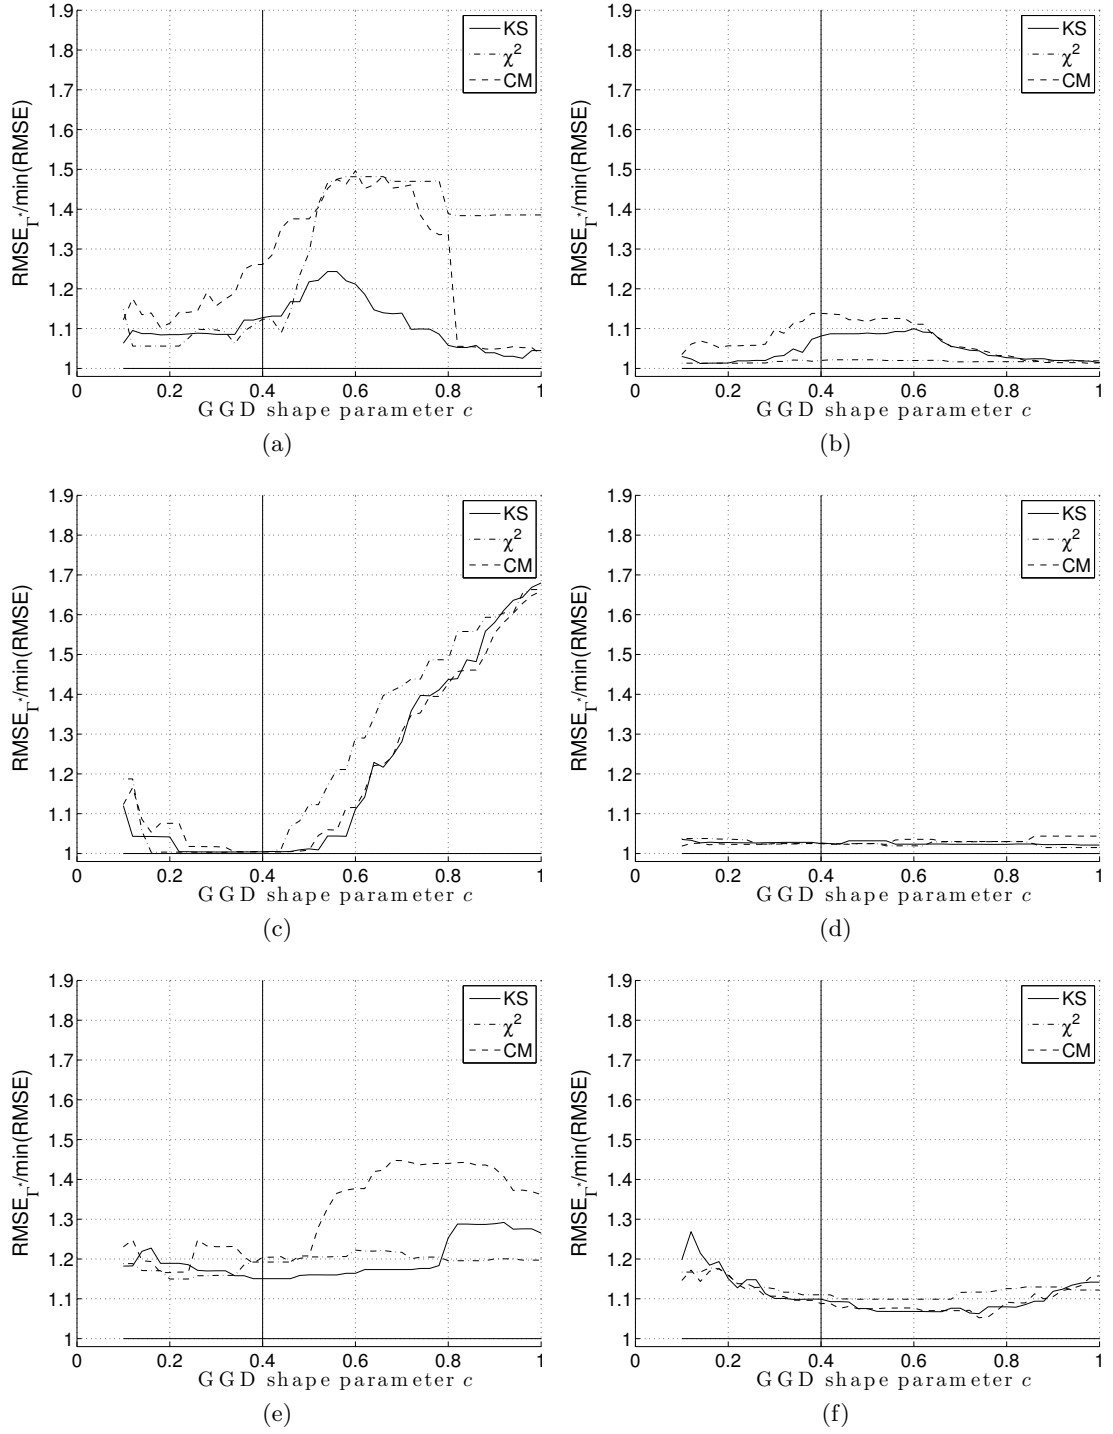 1.9
1.8
1.7
1.6
1.5
1.4
1.3
1.2
1.1
1
0 0.2 0.4 0.6 0.8 1
RMSE_Γ*/min(RMSE)
GGD shape parameter c
KS
χ²
CM
(a)
1.9
1.8
1.7
1.6
1.5
1.4
1.3
1.2
1.1
1
0 0.2 0.4 0.6 0.8 1
RMSE_Γ*/min(RMSE)
GGD shape parameter c
KS
χ²
CM
(b)
1.9
1.8
1.7
1.6
1.5
1.4
1.3
1.2
1.1
1
0 0.2 0.4 0.6 0.8 1
RMSE_Γ*/min(RMSE)
GGD shape parameter c
KS
χ²
CM
(c)
1.9
1.8
1.7
1.6
1.5
1.4
1.3
1.2
1.1
1
0 0.2 0.4 0.6 0.8 1
RMSE_Γ*/min(RMSE)
GGD shape parameter c
KS
χ²
CM
(d)
1.9
1.8
1.7
1.6
1.5
1.4
1.3
1.2
1.1
1
0 0.2 0.4 0.6 0.8 1
RMSE_Γ*/min(RMSE)
GGD shape parameter c
KS
χ²
CM
(e)
1.9
1.8
1.7
1.6
1.5
1.4
1.3
1.2
1.1
1
0 0.2 0.4 0.6 0.8 1
RMSE_Γ*/min(RMSE)
GGD shape parameter c
KS
χ²
CM
(f)